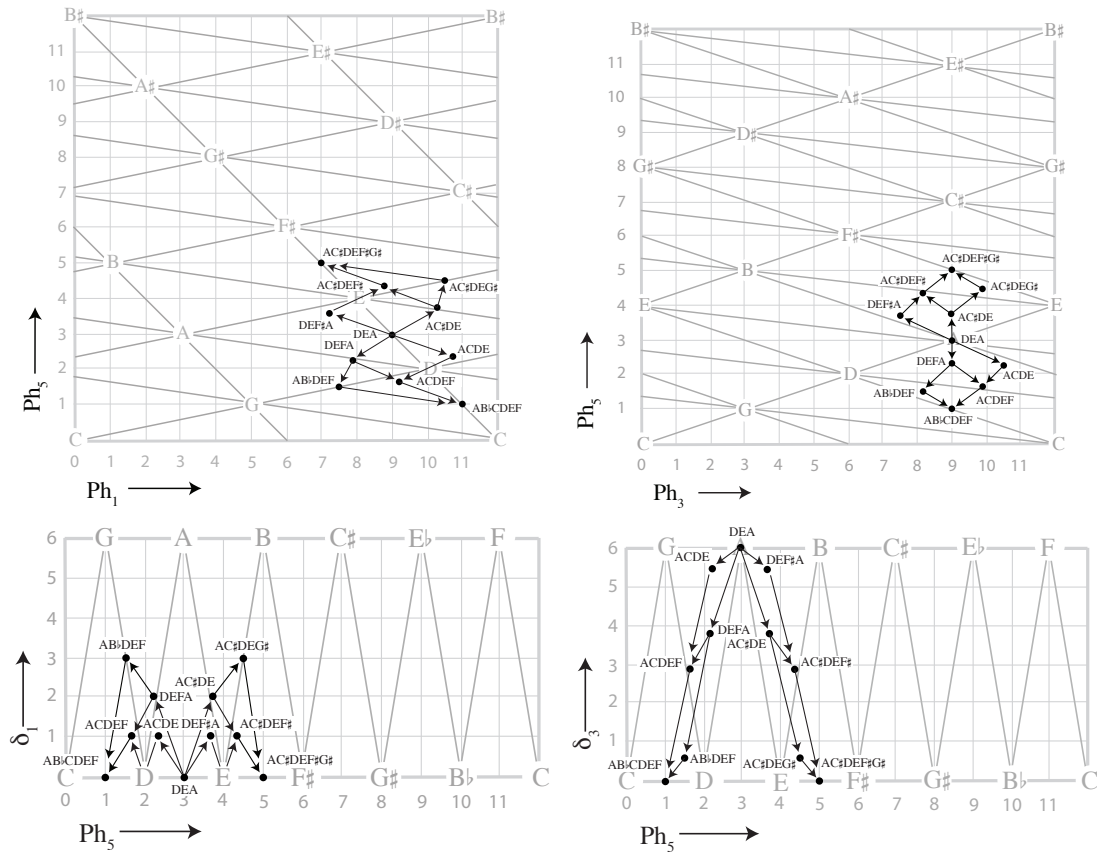 B♯ B♯
11 E♯
10 A♯
9 D♯
8 G♯
7 C♯
6 F♯
5 B AC♯DEF♯G♯
AC♯DEF♯ AC♯DEG♯
4 E
DEF♯A AC♯DE
3 A DEA
DEFA ACDE
2 D
AB♭DEF ACDEF
1 G AB♭CDEF
C C
0 1 2 3 4 5 6 7 8 9 10 11
Ph5
Ph1
B♯ B♯
11 E♯
10 A♯
9 D♯
8 G♯ G♯
7 C♯
6 F♯
5 B AC♯DEF♯G♯
AC♯DEF♯ AC♯DEG♯
4 E E
DEF♯A AC♯DE
3 DEA
DEFA ACDE
2 D
AB♭DEF ACDEF
1 G AB♭CDEF
C C
0 1 2 3 4 5 6 7 8 9 10 11
Ph5
Ph3
6 G A B C♯ E♭ F
5
4
AB♭DEF AC♯DEG♯
3
AC♯DE
2 DEFA
ACDEF ACDE DEF♯A AC♯DEF♯
1
AB♭CDEF AC♯DEF♯G♯
C D E F♯ G♯ B♭ C
DEA
0 1 2 3 4 5 6 7 8 9 10 11
δ1
Ph5
DEA
6 G B C♯ E♭ F
ACDE DEF♯A
5
4
DEFA
AC♯DE
3 ACDEF AC♯DEF♯
2
1
AB♭CDEF AB♭DEF AC♯DEG♯ AC♯DEF♯G♯
C D E F♯ G♯ B♭ C
0 1 2 3 4 5 6 7 8 9 10 11
δ3
Ph5